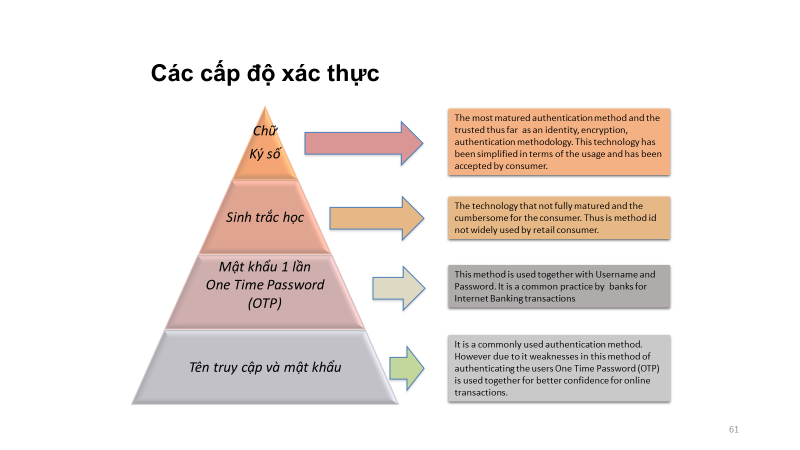 Các cấp độ xác thực
Chữ
Ký số
The most matured authentication method and the
trusted thus far as an identity, encryption,
authentication methodology. This technology has
been simplified in terms of the usage and has been
accepted by consumer.
Sinh trắc học
The technology that not fully matured and the
cumbersome for the consumer. Thus is method id
not widely used by retail consumer.
Mật khẩu 1 lần
One Time Password
(OTP)
This method is used together with Username and
Password. It is a common practice by banks for
Internet Banking transactions
Tên truy cập và mật khẩu
It is a commonly used authentication method.
However due to it weaknesses in this method of
authenticating the users One Time Password (OTP)
is used together for better confidence for online
transactions.
61